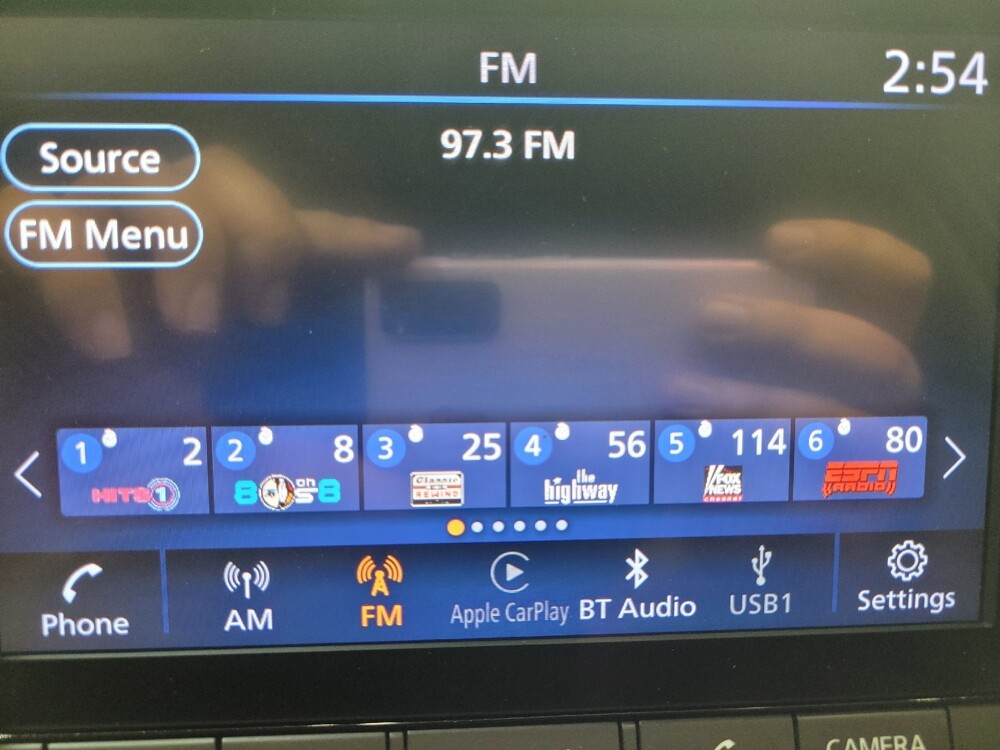 FM
2:54
Source
97.3 FM
FM Menu
1 2
2 8
3 25
4 56
5 114
6 80
HITS 1
80s on 8
Classic
REWIND
the
highway
FOX
NEWS
channel
ESPN
RADIO
Phone
AM
FM
Apple CarPlay
BT Audio
USB1
Settings
CAMERA